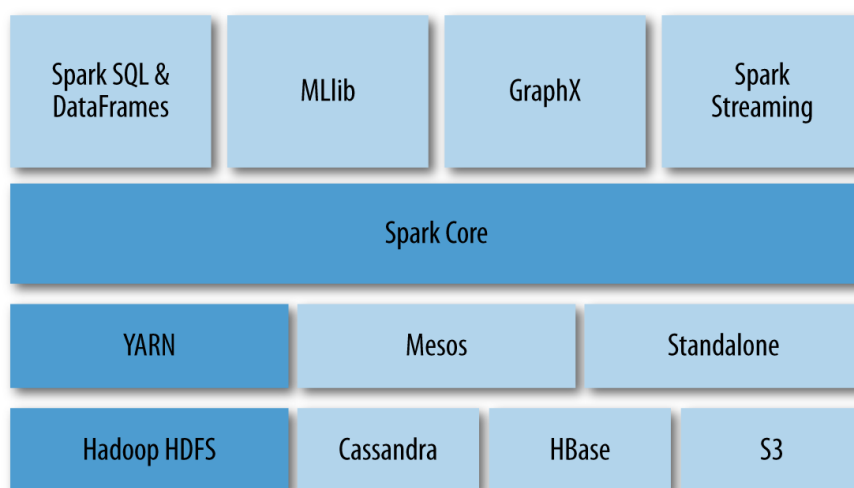 Spark SQL &
DataFrames
MLlib
GraphX
Spark
Streaming
Spark Core
YARN
Mesos
Standalone
Hadoop HDFS
Cassandra
HBase
S3